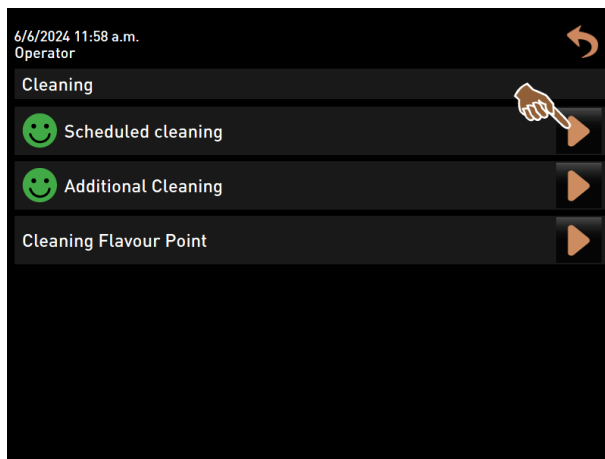 6/6/2024 11:58 a.m.
Operator
Cleaning
Scheduled cleaning
Additional Cleaning
Cleaning Flavour Point